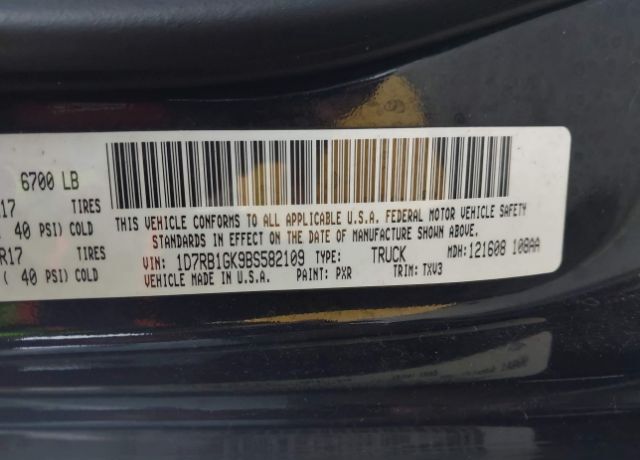 6700 LB
17 TIRES
( 40 PSI) COLD
R17 TIRES
( 40 PSI) COLD
THIS VEHICLE CONFORMS TO ALL APPLICABLE U.S.A. FEDERAL MOTOR VEHICLE SAFETY
STANDARDS IN EFFECT ON THE DATE OF MANUFACTURE SHOWN ABOVE.
VIN: 1D7RB1GK9BS582109 TYPE: TRUCK MDH:121608 108AA
VEHICLE MADE IN U.S.A. PAINT: PXR TRIM: TXV3